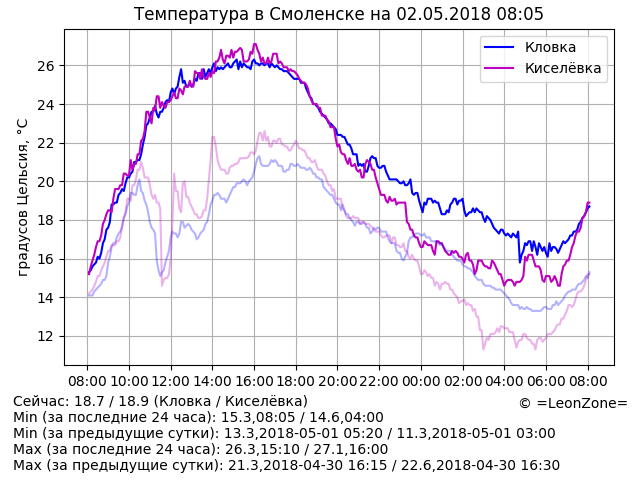 Температура в Смоленске на 02.05.2018 08:05
Кловка
Киселёвка
градусов Цельсия, °C
26
24
22
20
18
16
14
12
08:00 10:00 12:00 14:00 16:00 18:00 20:00 22:00 00:00 02:00 04:00 06:00 08:00
Сейчас: 18.7 / 18.9 (Кловка / Киселёвка)
© =LeonZone=
Min (за последние 24 часа): 15.3,08:05 / 14.6,04:00
Min (за предыдущие сутки): 13.3,2018-05-01 05:20 / 11.3,2018-05-01 03:00
Max (за последние 24 часа): 26.3,15:10 / 27.1,16:00
Max (за предыдущие сутки): 21.3,2018-04-30 16:15 / 22.6,2018-04-30 16:30